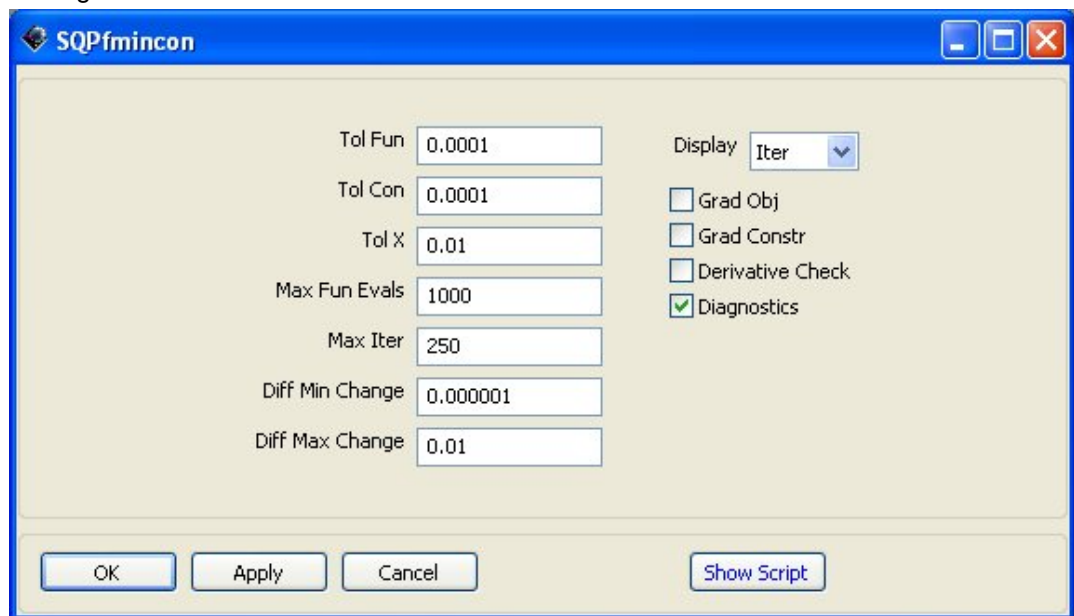 SQPfmincon
Tol Fun 0.0001
Tol Con 0.0001
Tol X 0.01
Max Fun Evals 1000
Max Iter 250
Diff Min Change 0.000001
Diff Max Change 0.01
Display Iter
Grad Obj
Grad Constr
Derivative Check
Diagnostics
OK Apply Cancel Show Script